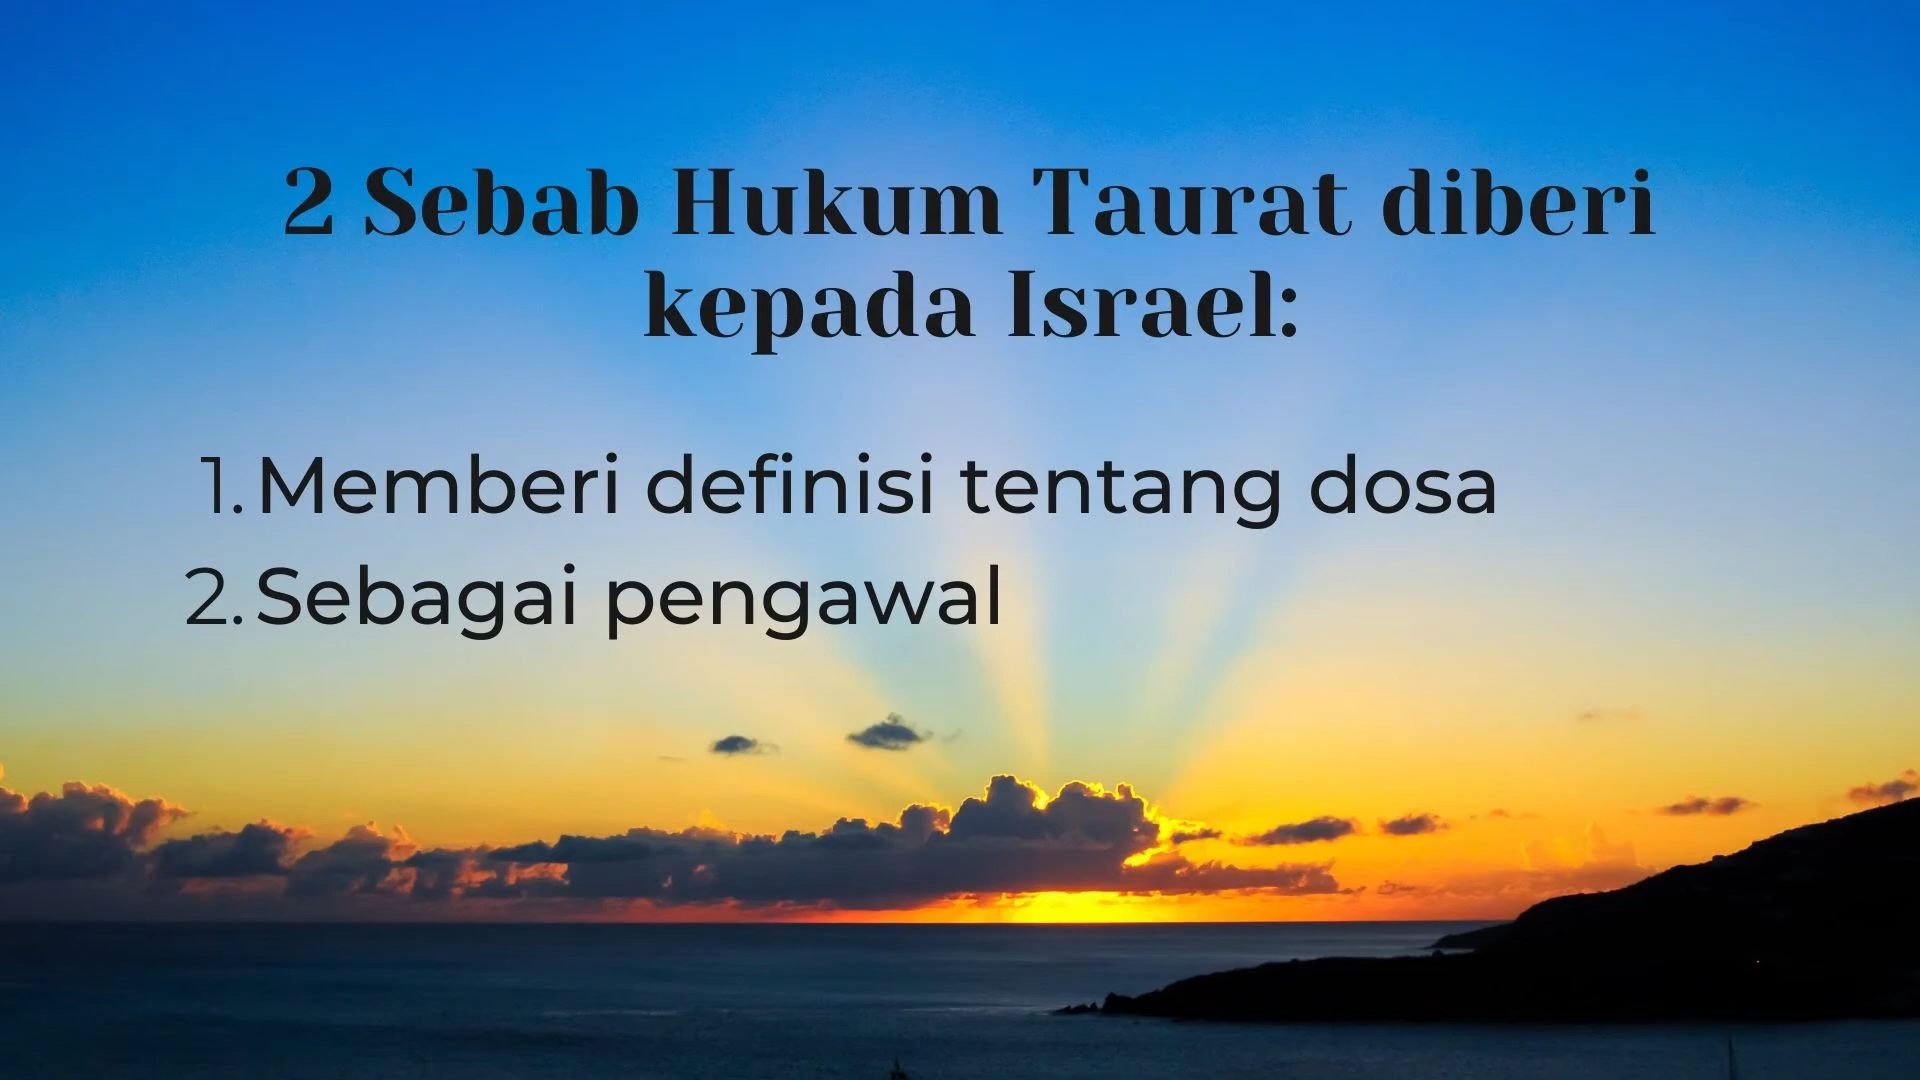 2 Sebab Hukum Taurat diberi
kepada Israel:
1. Memberi definisi tentang dosa
2. Sebagai pengawal